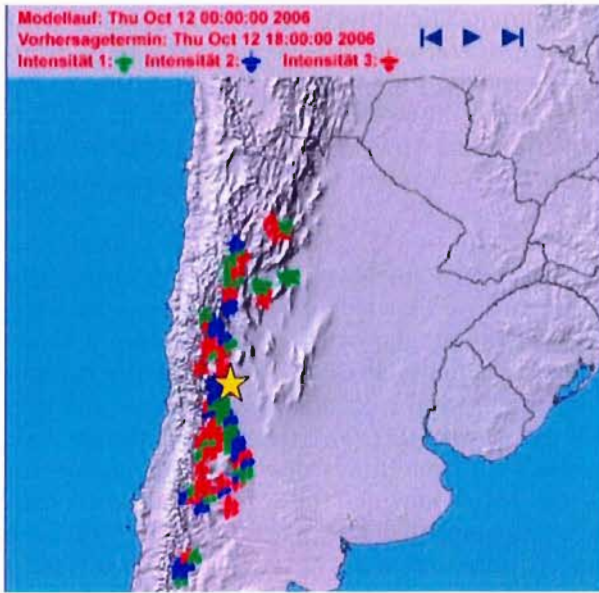 Modellauf: Thu Oct 12 00:00:00 2006
Vorhersagetermin: Thu Oct 12 18:00:00 2006
Intensität 1: Intensität 2: Intensität 3: